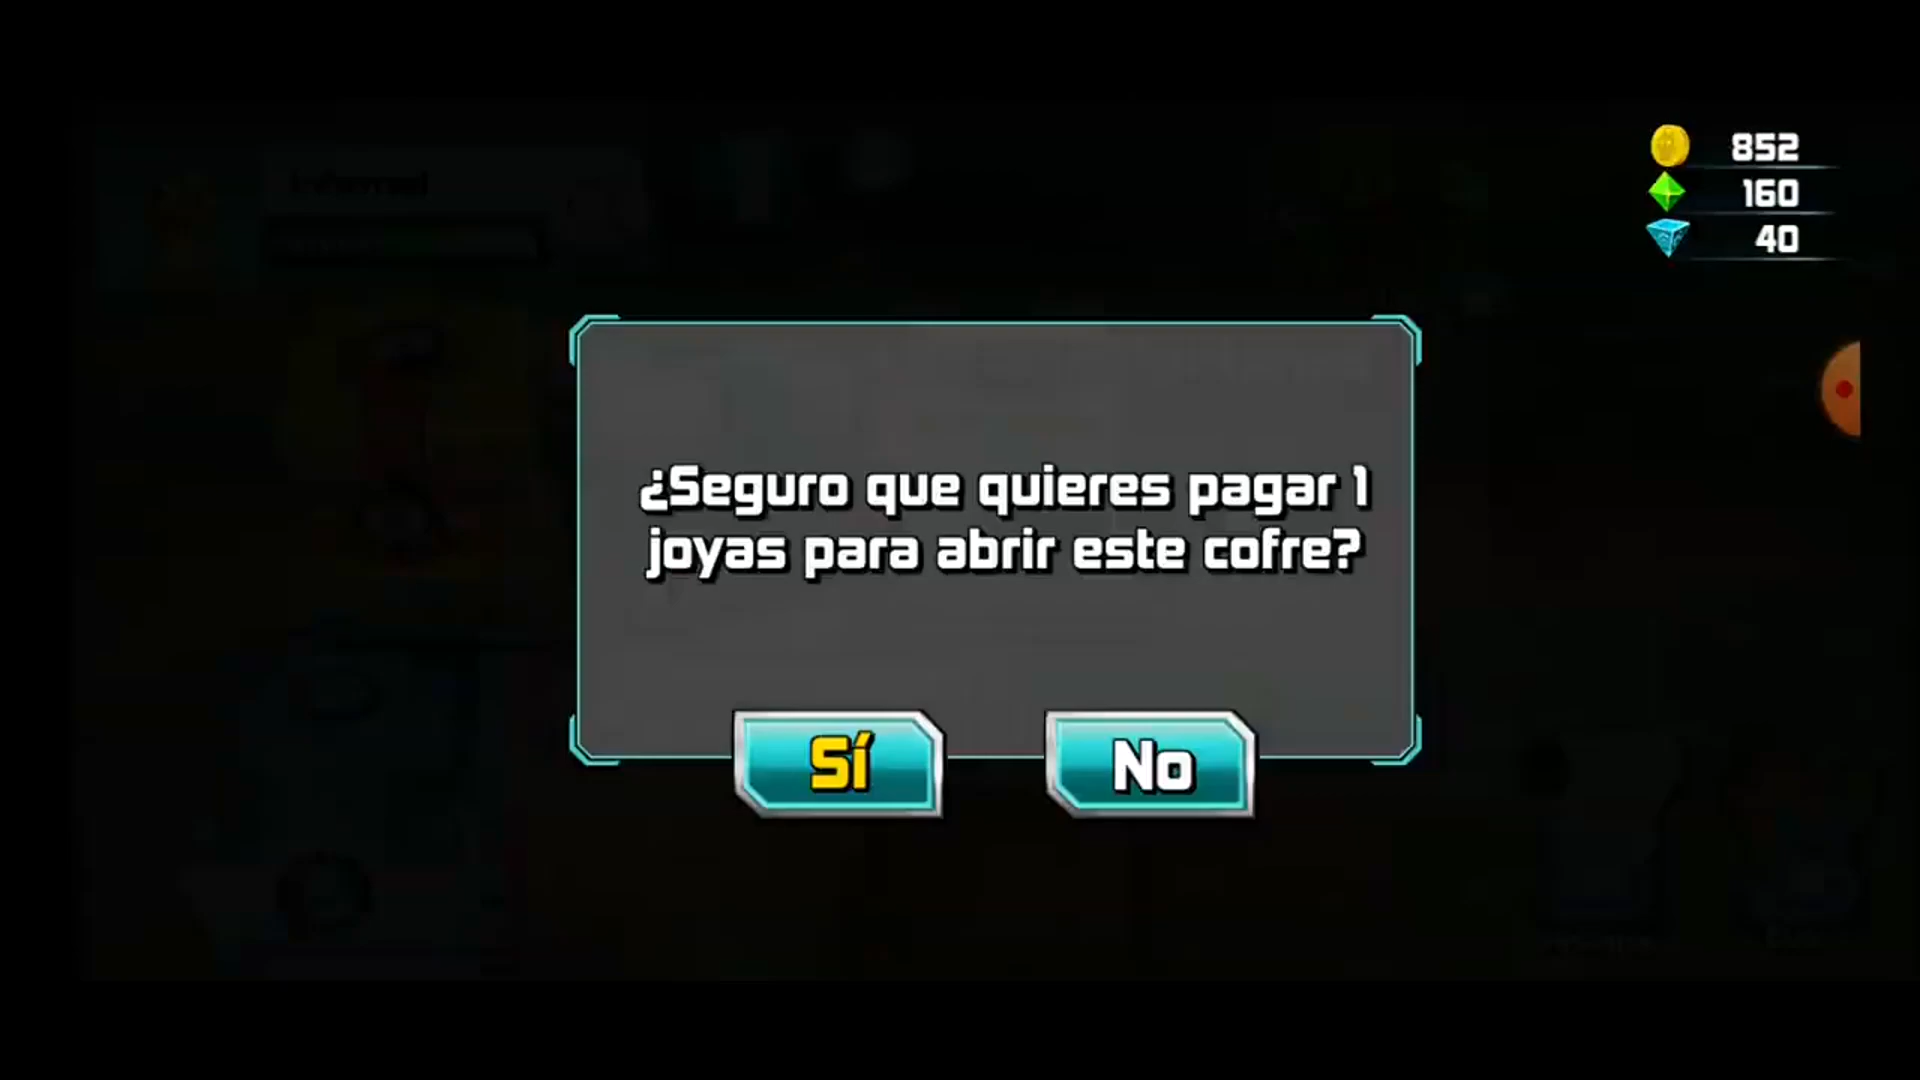 852
160
40
¿Seguro que quieres pagar 1
joyas para abrir este cofre?
Sí
No